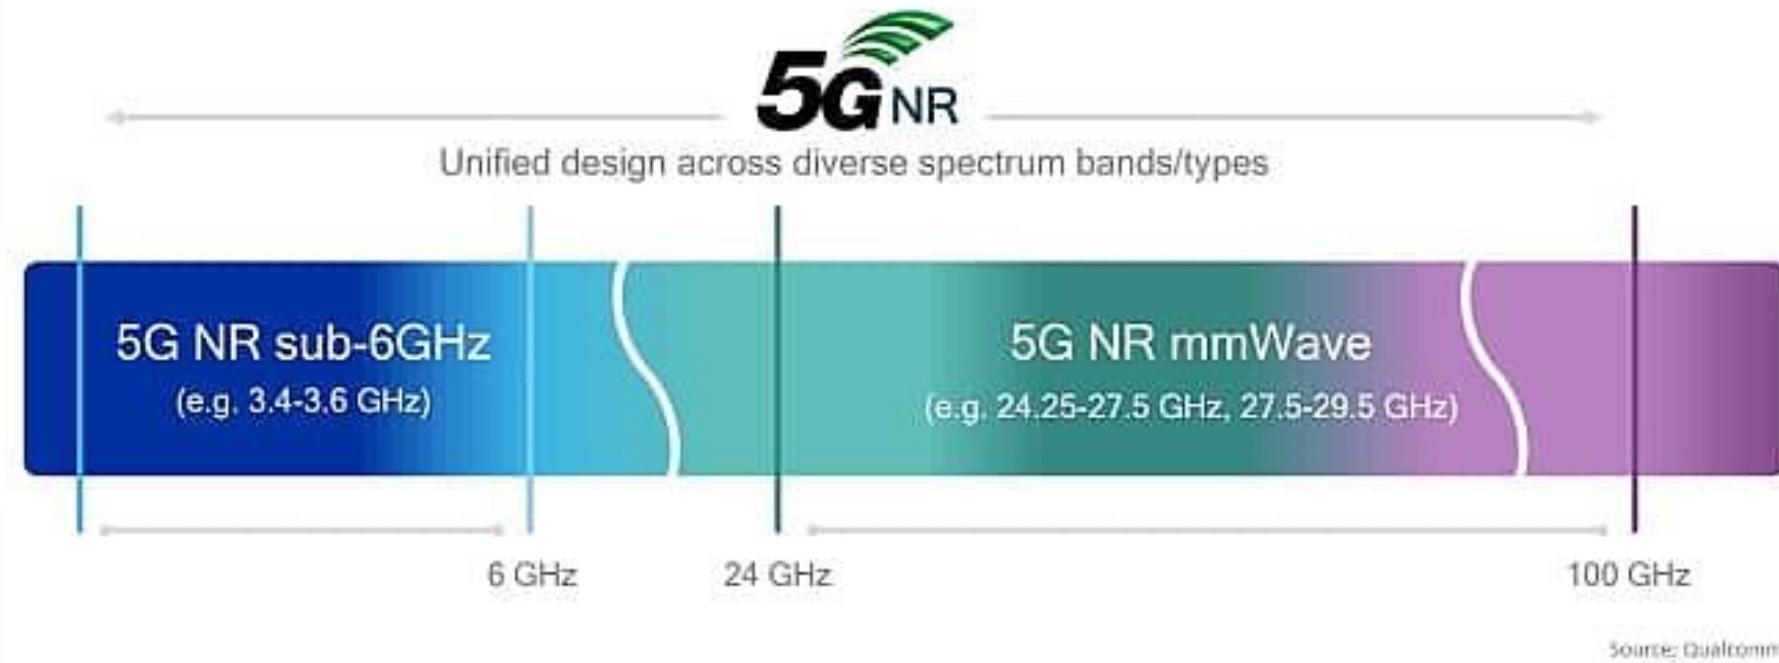 5G NR
Unified design across diverse spectrum bands/types
5G NR sub-6GHz
(e.g. 3.4-3.6 GHz)
5G NR mmWave
(e.g. 24.25-27.5 GHz, 27.5-29.5 GHz)
6 GHz
24 GHz
100 GHz
Source: Qualcomm